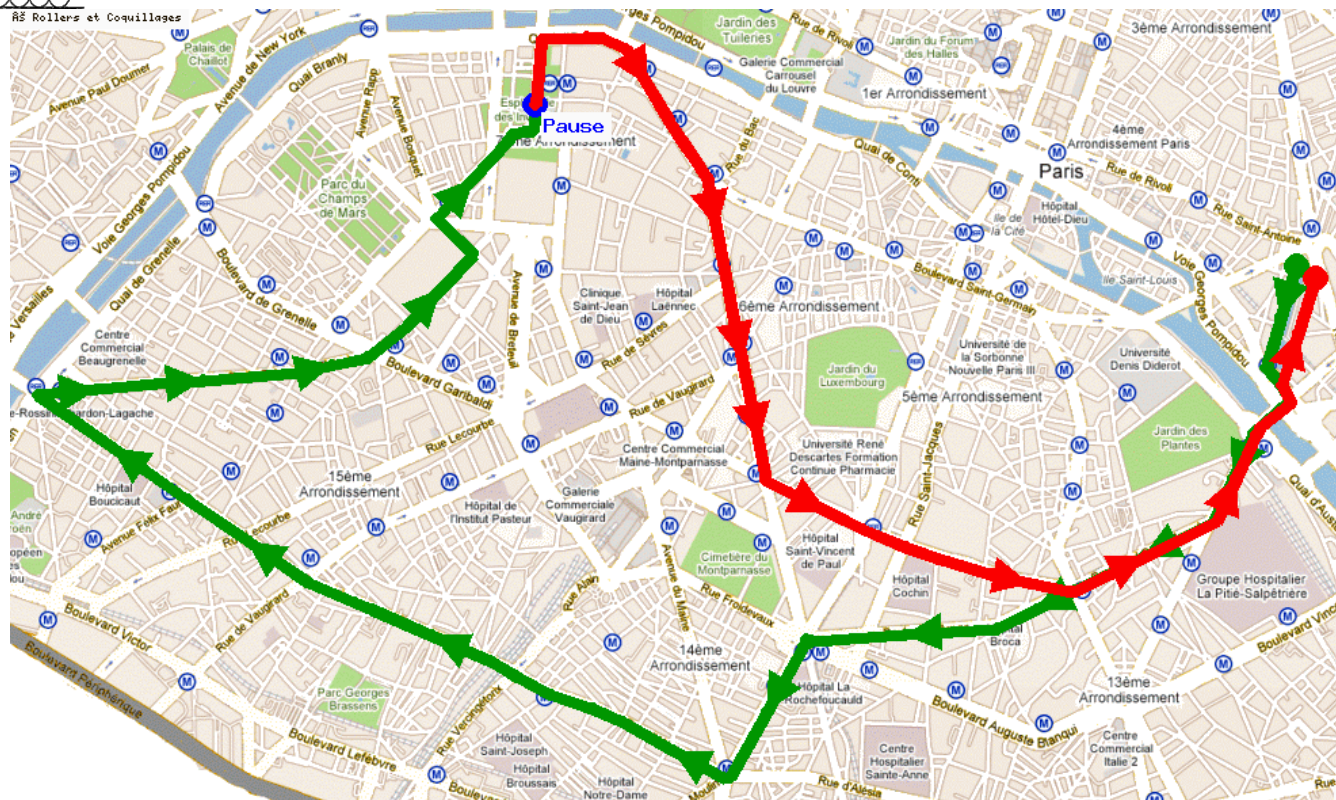 Rollers et Coquillages
Palais de
Chaillot
Avenue de New York
Quai Branly
Avenue Paul Doumer
Avenue Rapp
Avenue Bosquet
Pause
Jardin des
Tuileries
Rue de Rivoli
Galerie Commercial
Carrousel
du Louvre
Jardin du Forum
des Halles
1er Arrondissement
3ème Arrondissement
4ème
Arrondissement Paris
Paris
Rue de Rivoli
Rue Saint-Antoine
Quai de Conti
Rue du Bac
Hôpital
Hôtel-Dieu
Ile de
la Cité
Ile Saint-Louis
Voie Georges Pompidou
Boulevard Saint-Germain
Voie Georges Pompidou
Quai de Grenelle
Parc du
Champs
de Mars
Boulevard de Grenelle
Avenue de Breteuil
Clinique
Saint-Jean
de Dieu
Hôpital
Laënnec
Rue de Sèvres
6ème Arrondissement
Université de
la Sorbonne
Nouvelle Paris III
Université
Denis Diderot
Centre
Commercial
Beaugrenelle
Boulevard Garibaldi
Rue de Vaugirard
Rue Lecourbe
Jardin du
Luxembourg
5ème Arrondissement
Jardin des
Plantes
Centre Commercial
Maine-Montparnasse
Université René
Descartes Formation
Continue Pharmacie
Rue Saint-Jacques
15ème
Arrondissement
Hôpital
Boucicaut
Hôpital de
l'Institut Pasteur
Galerie
Commerciale
Vaugirard
Rue Lecourbe
Hôpital
Saint-Vincent
de Paul
Cimetière du
Montparnasse
Avenue du Maine
Rue Froidevaux
Rue Alain
Hôpital
Cochin
Groupe Hospitalier
La Pitié-Salpêtrière
Broca
Boulevard Victor
Rue de Vaugirard
Boulevard Périphérique
14ème
Arrondissement
Hôpital La
Rochefoucauld
13ème
Arrondissement
Parc Georges
Brassens
Rue Vercingétorix
Boulevard Auguste Blanqui
Boulevard Lefebvre
Hôpital
Saint-Joseph
Hôpital
Broussais
Hôpital
Notre-Dame
Rue d'Alésia
Centre
Hospitalier
Sainte-Anne
Centre
Commercial
Italie 2